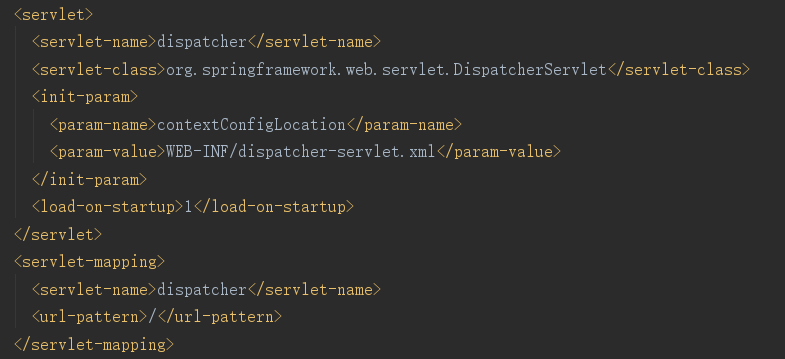 <servlet>
<servlet-name>dispatcher</servlet-name>
<servlet-class>org.springframework.web.servlet.DispatcherServlet</servlet-class>
<init-param>
<param-name>contextConfigLocation</param-name>
<param-value>WEB-INF/dispatcher-servlet.xml</param-value>
</init-param>
<load-on-startup>1</load-on-startup>
</servlet>
<servlet-mapping>
<servlet-name>dispatcher</servlet-name>
<url-pattern>/</url-pattern>
</servlet-mapping>